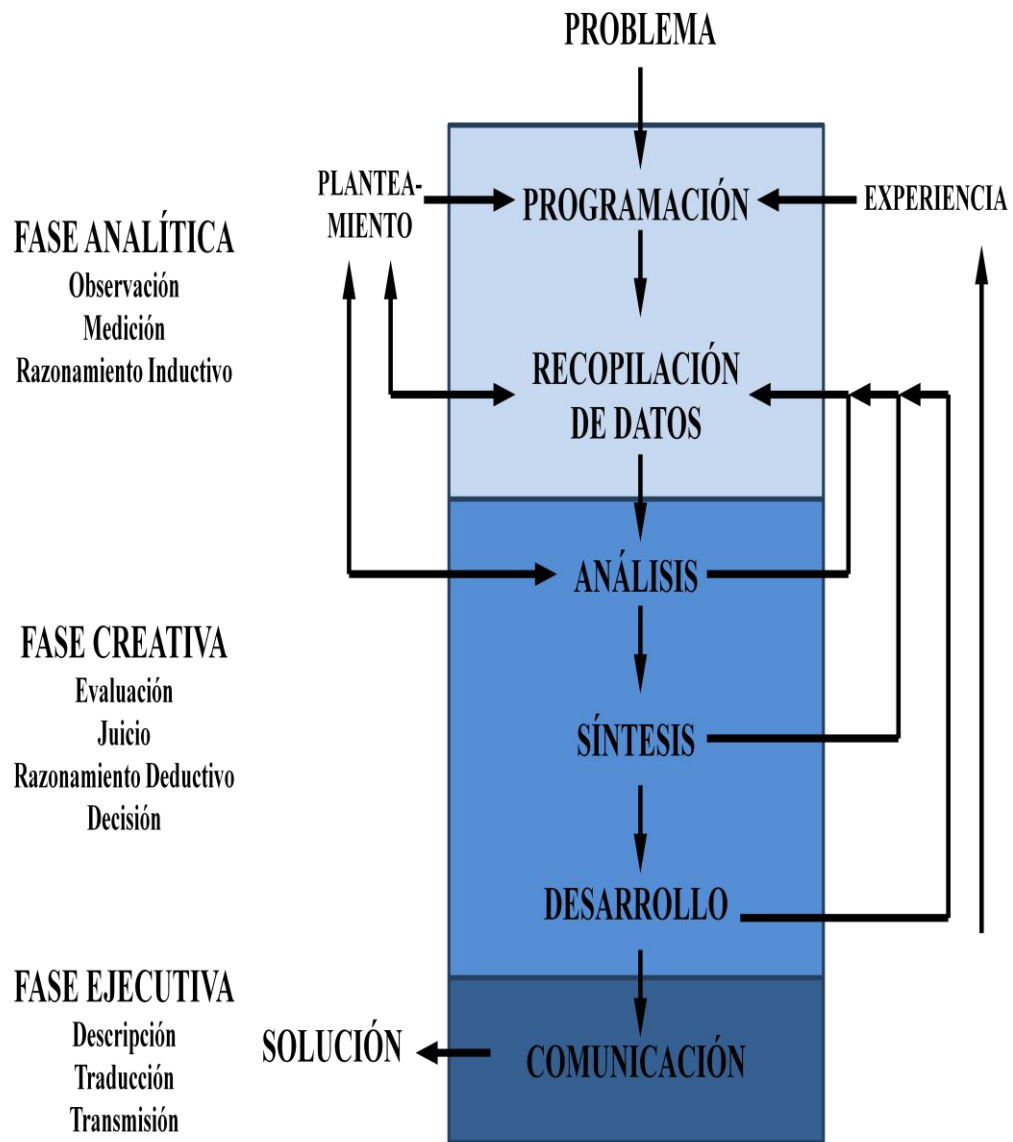 PROBLEMA
PLANTEA-
MIENTO
PROGRAMACIÓN
EXPERIENCIA
FASE ANALÍTICA
Observación
Medición
Razonamiento Inductivo
RECOPILACIÓN
DE DATOS
ANÁLISIS
FASE CREATIVA
Evaluación
Juicio
Razonamiento Deductivo
Decisión
SÍNTESIS
DESARROLLO
FASE EJECUTIVA
Descripción
Traducción
Transmisión
SOLUCIÓN
COMUNICACIÓN